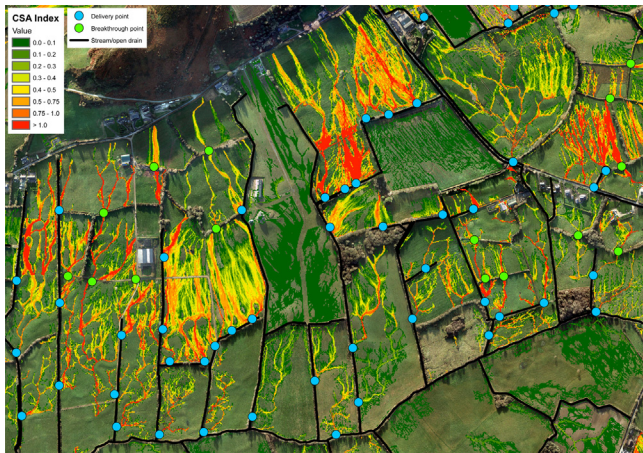 CSA Index
Value
0.0 - 0.1
0.1 - 0.2
0.2 - 0.3
0.3 - 0.4
0.4 - 0.5
0.5 - 0.75
0.75 - 1.0
> 1.0
Delivery point
Breakthrough point
Stream/open drain